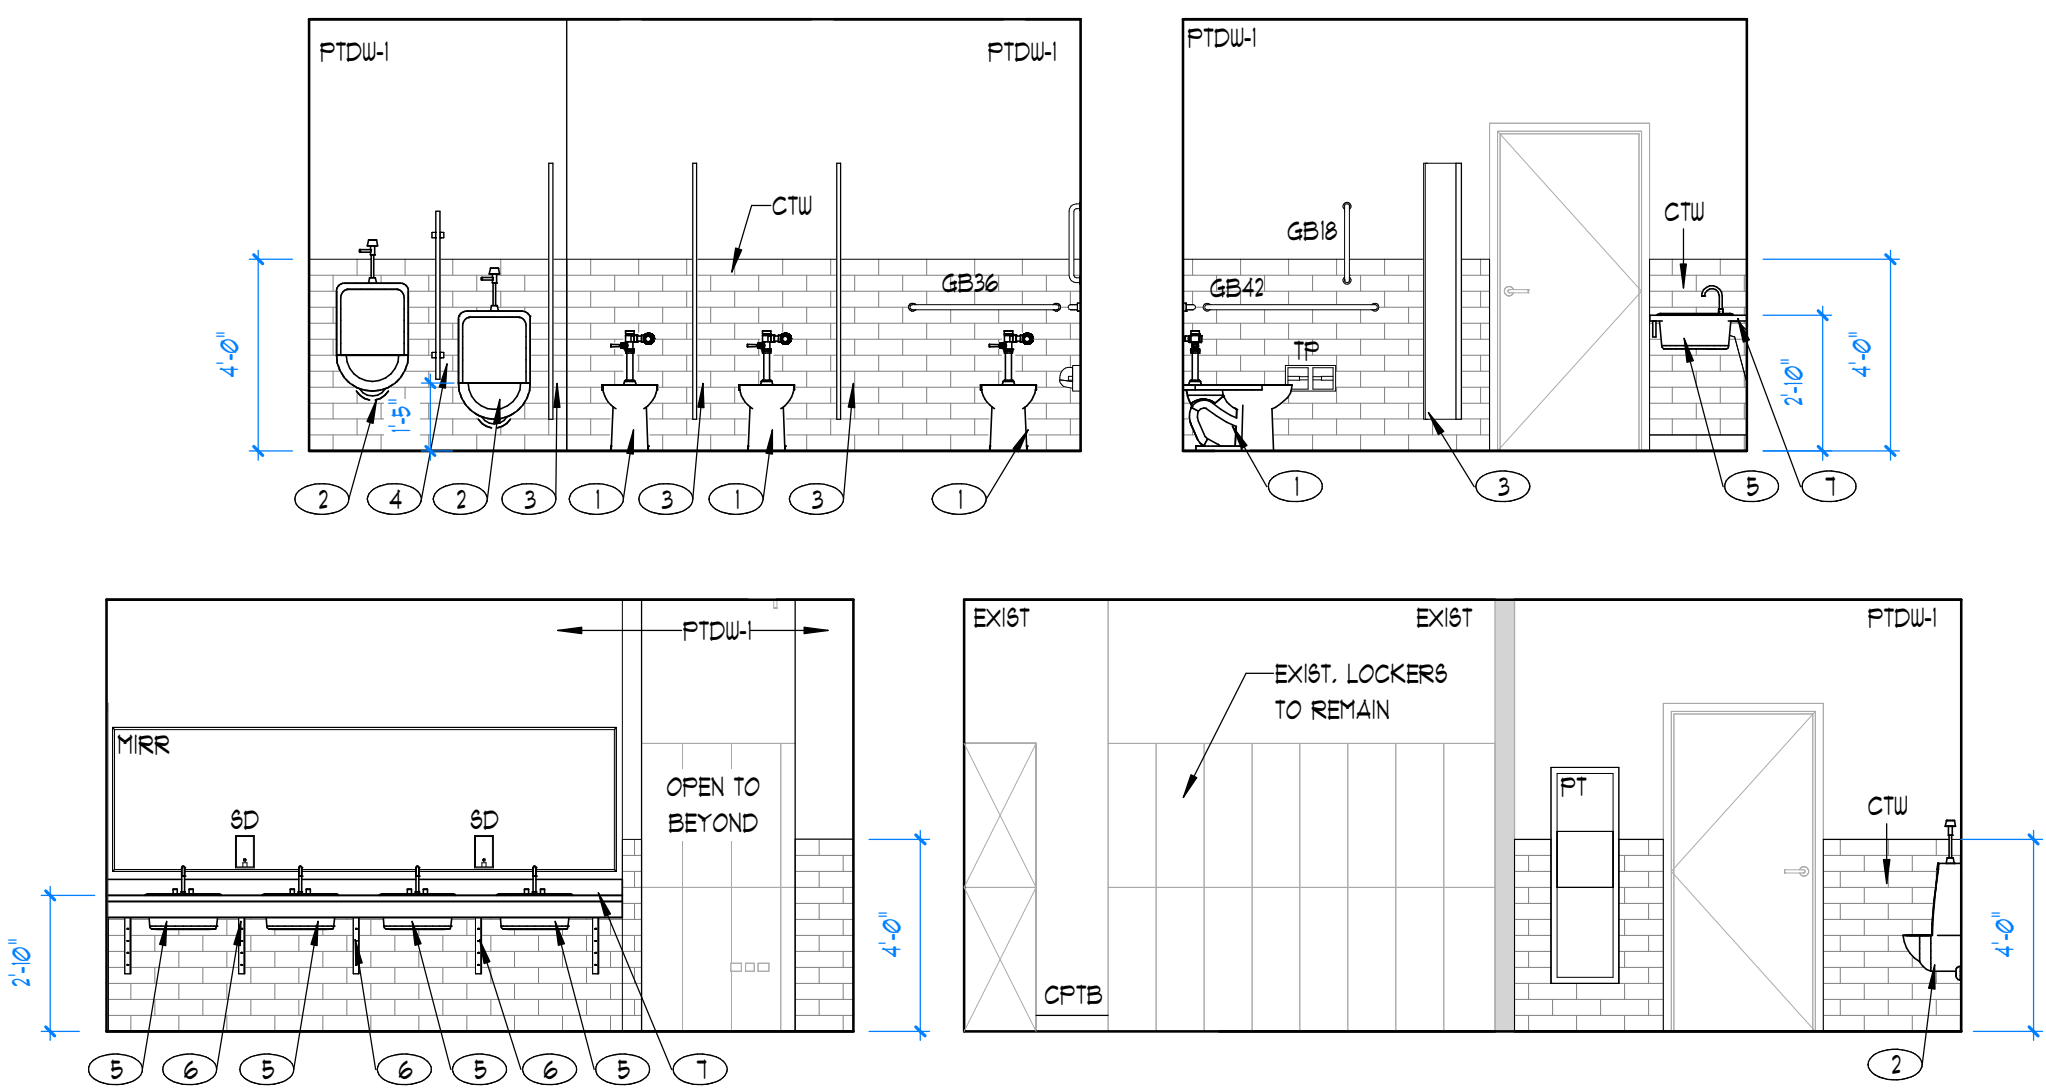 PTDW-1
PTDW-1
CTW
GB36
4'-0"
1'-5"
2
4
2
3
1
3
1
3
1
PTDW-1
CTW
GB18
GB42
TP
2'-10"
4'-0"
1
3
5
7
PTDW-1
MIRR
OPEN TO
BEYOND
SD
SD
2'-10"
4'-0"
5
6
5
6
5
6
5
7
EXIST
EXIST
PTDW-1
EXIST. LOCKERS
TO REMAIN
PT
CTW
CPTB
4'-0"
2